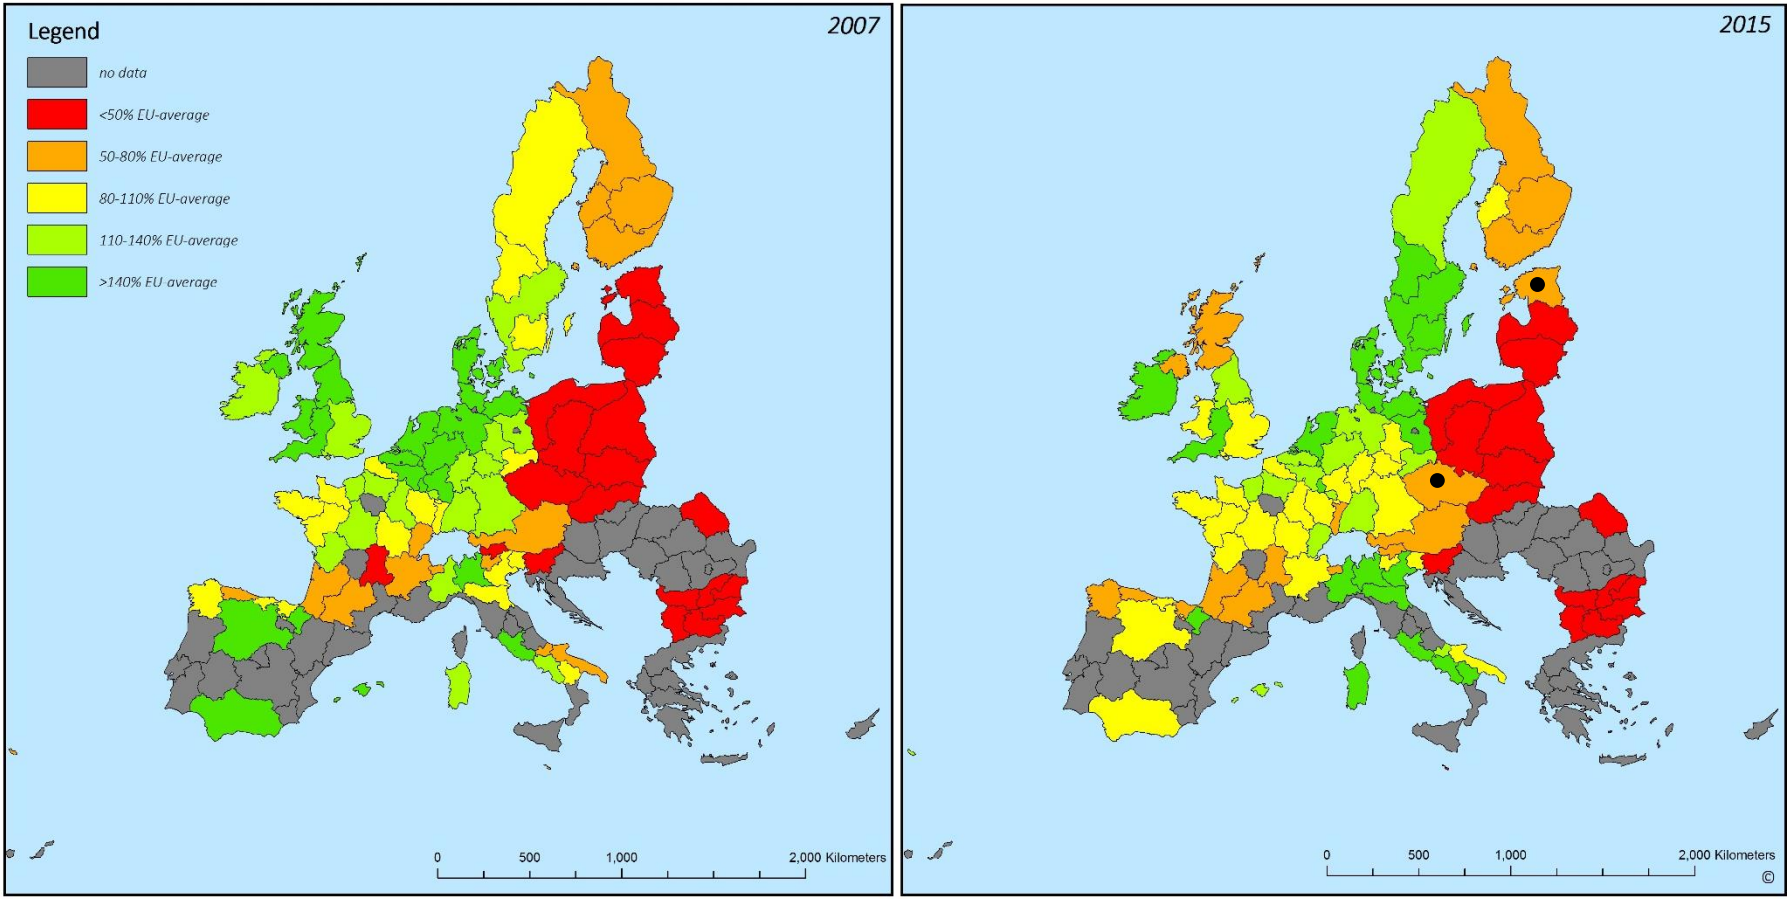 Legend
2007
no data
<50% EU-average
50-80% EU-average
80-110% EU-average
110-140% EU-average
>140% EU-average
0 500 1,000 2,000 Kilometers
2015
0 500 1,000 2,000 Kilometers
©